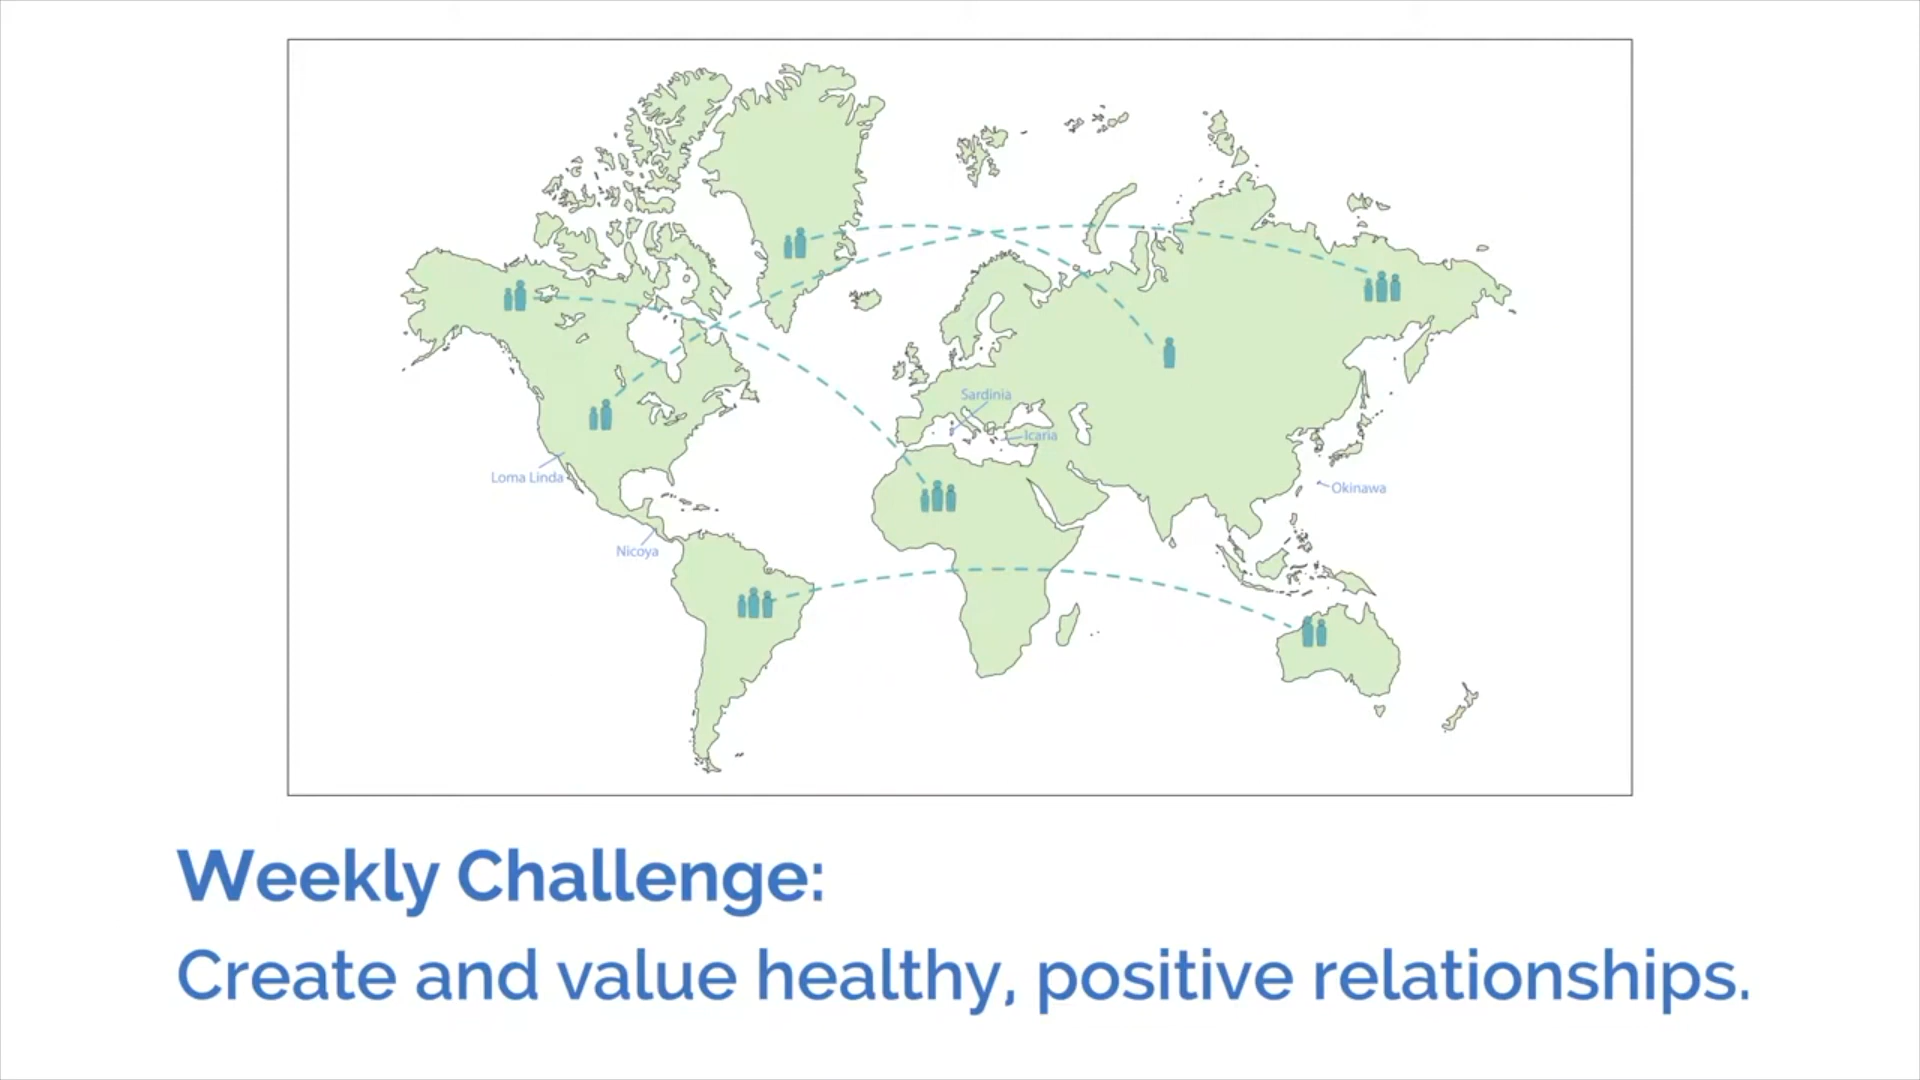 Sardinia
Icaria
Loma Linda
Okinawa
Nicoya
Weekly Challenge:
Create and value healthy, positive relationships.